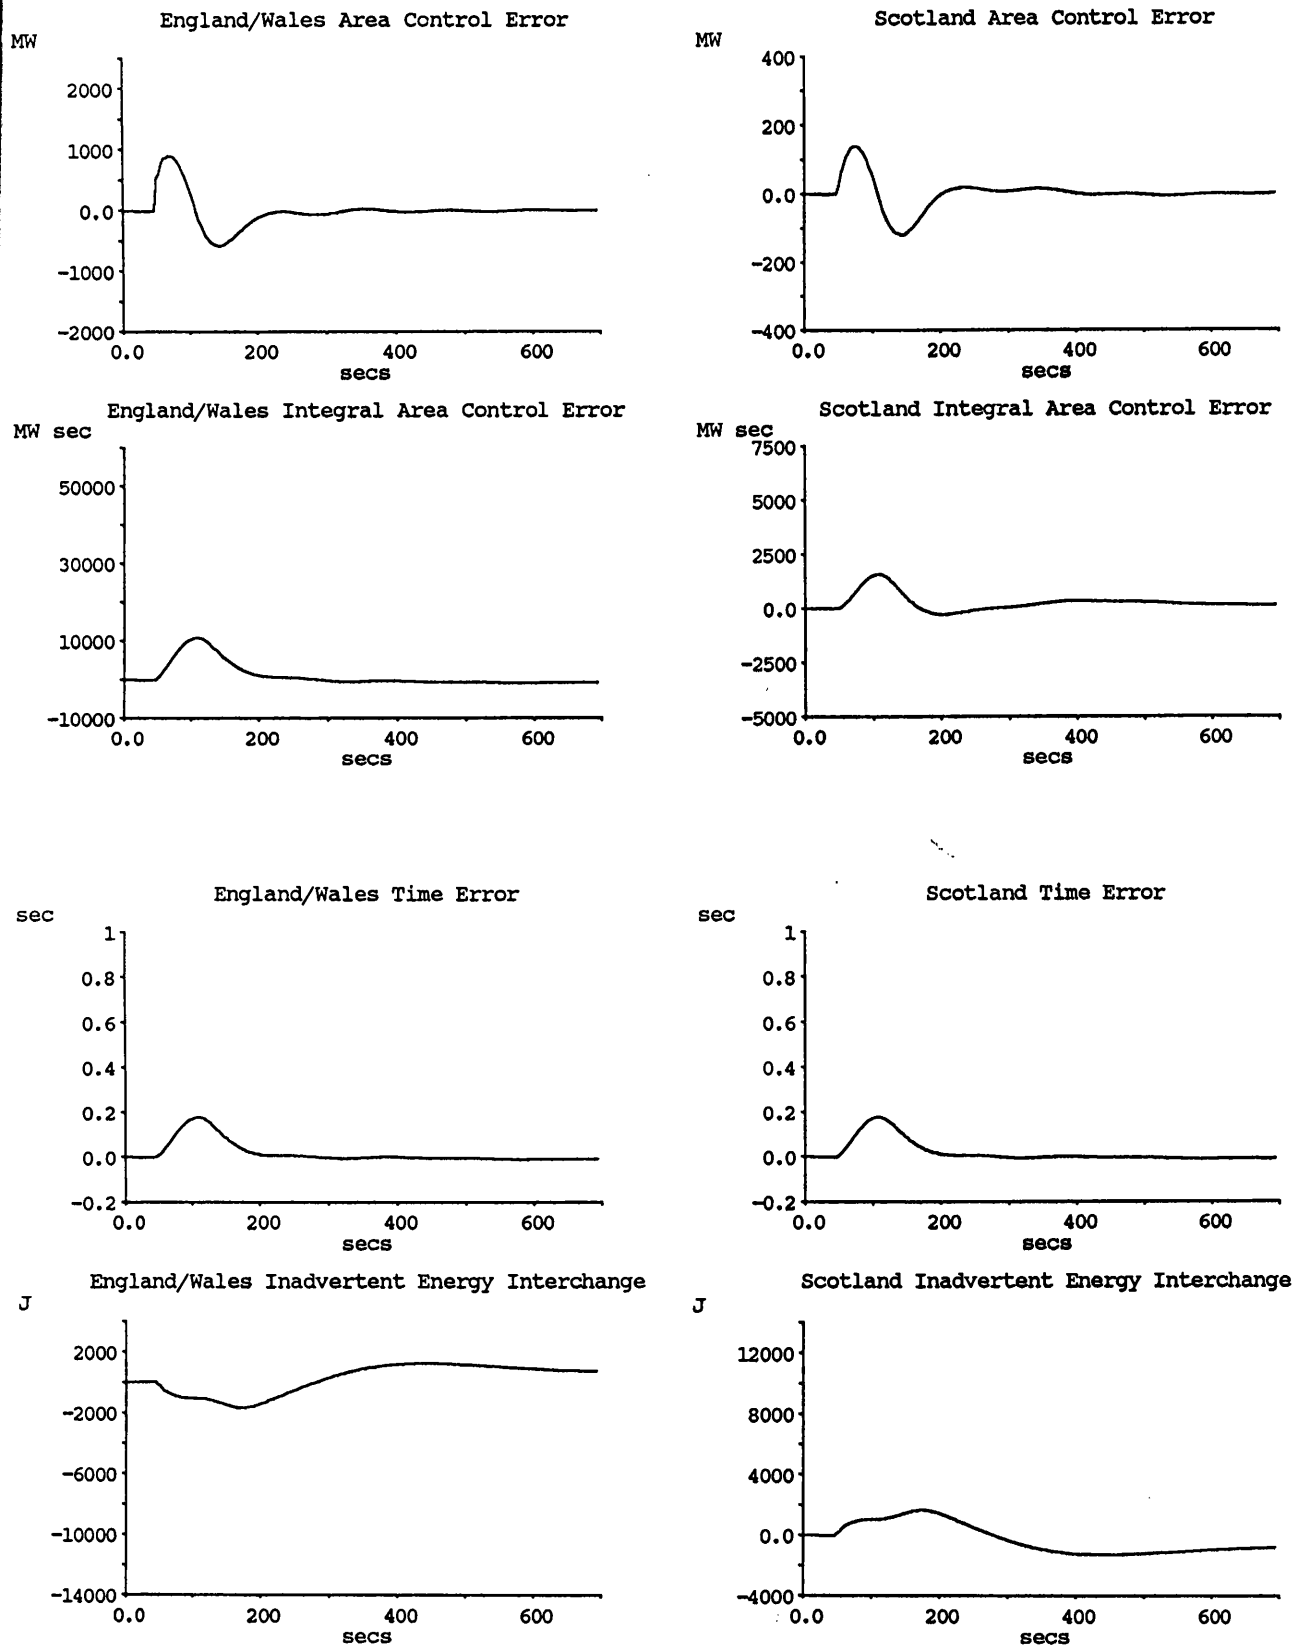 England/Wales Area Control Error
MW
2000
1000
0.0
-1000
-2000
0.0 200 400 600
secs
Scotland Area Control Error
MW
400
200
0.0
-200
-400
0.0 200 400 600
secs
England/Wales Integral Area Control Error
MW sec
50000
30000
10000
-10000
0.0 200 400 600
secs
Scotland Integral Area Control Error
MW sec
7500
5000
2500
0.0
-2500
-5000
0.0 200 400 600
secs
England/Wales Time Error
sec
1
0.8
0.6
0.4
0.2
0.0
-0.2
0.0 200 400 600
secs
Scotland Time Error
sec
1
0.8
0.6
0.4
0.2
0.0
-0.2
0.0 200 400 600
secs
England/Wales Inadvertent Energy Interchange
J
2000
-2000
-6000
-10000
-14000
0.0 200 400 600
secs
Scotland Inadvertent Energy Interchange
J
12000
8000
4000
0.0
-4000
0.0 200 400 600
secs